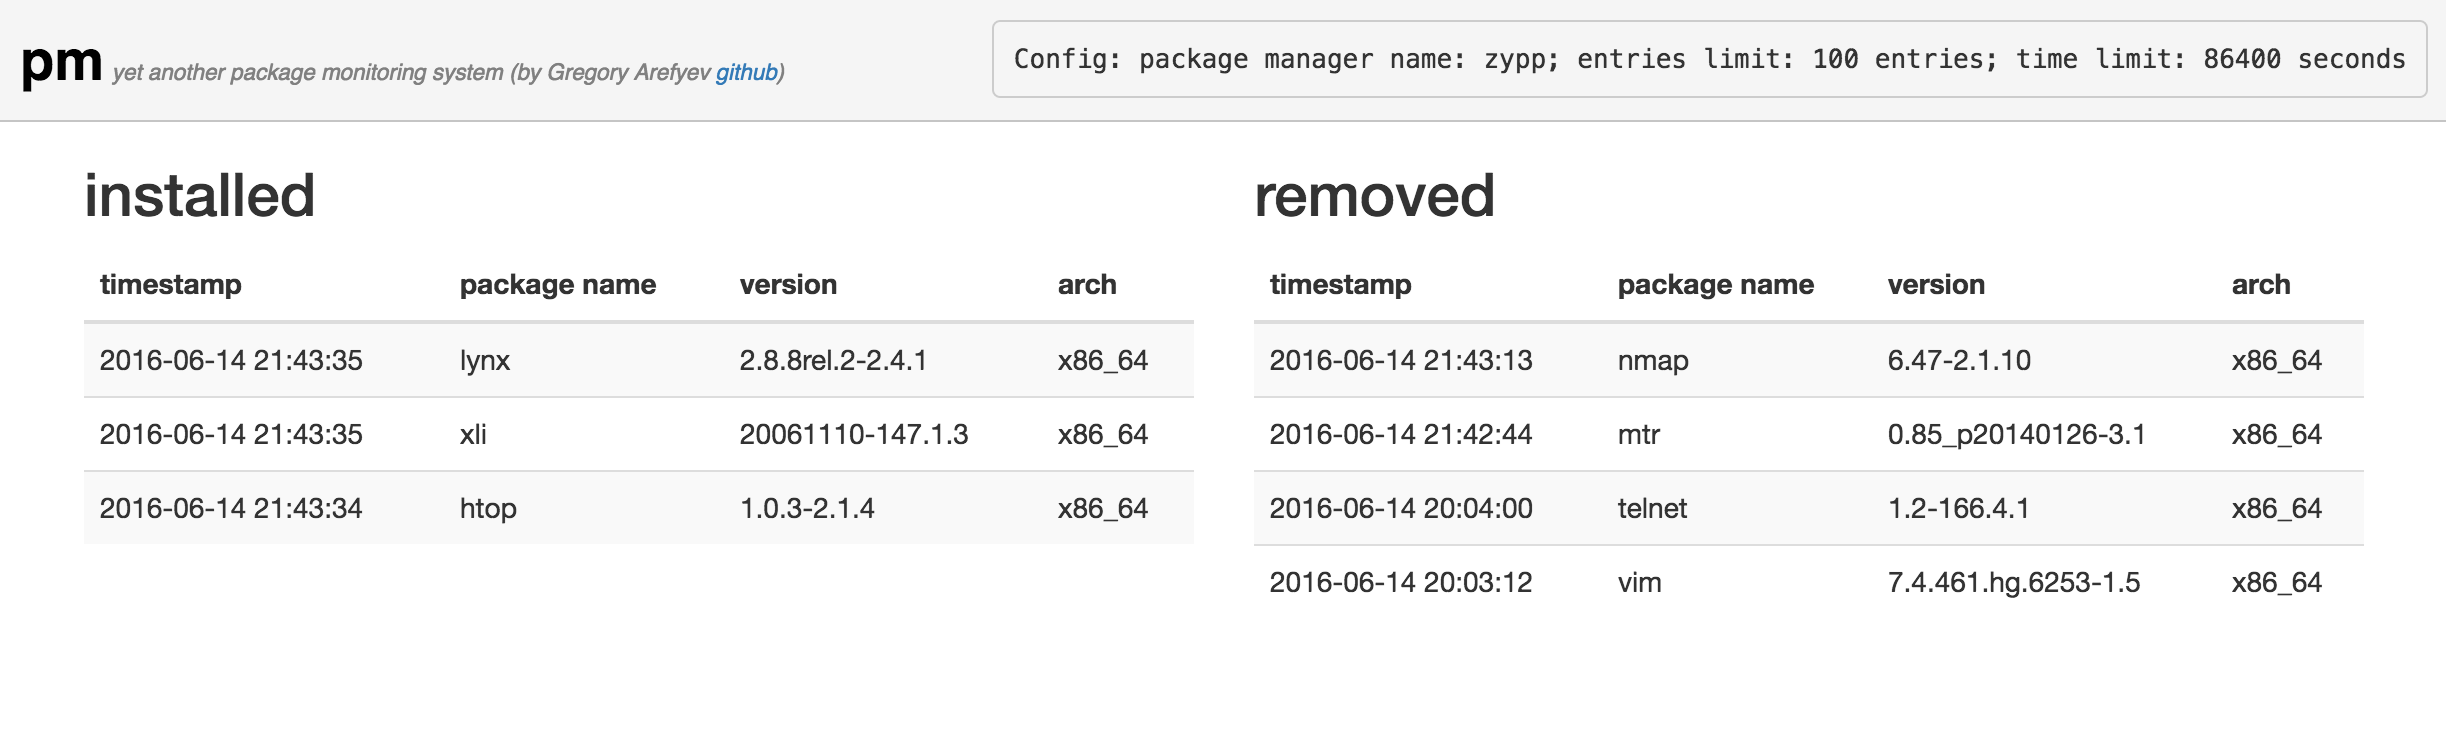 pm yet another package monitoring system (by Gregory Arefyev github)
Config: package manager name: zypp; entries limit: 100 entries; time limit: 86400 seconds
installed
timestamp package name version arch
2016-06-14 21:43:35 lynx 2.8.8rel.2-2.4.1 x86_64
2016-06-14 21:43:35 xli 20061110-147.1.3 x86_64
2016-06-14 21:43:34 htop 1.0.3-2.1.4 x86_64
removed
timestamp package name version arch
2016-06-14 21:43:13 nmap 6.47-2.1.10 x86_64
2016-06-14 21:42:44 mtr 0.85_p20140126-3.1 x86_64
2016-06-14 20:04:00 telnet 1.2-166.4.1 x86_64
2016-06-14 20:03:12 vim 7.4.461.hg.6253-1.5 x86_64